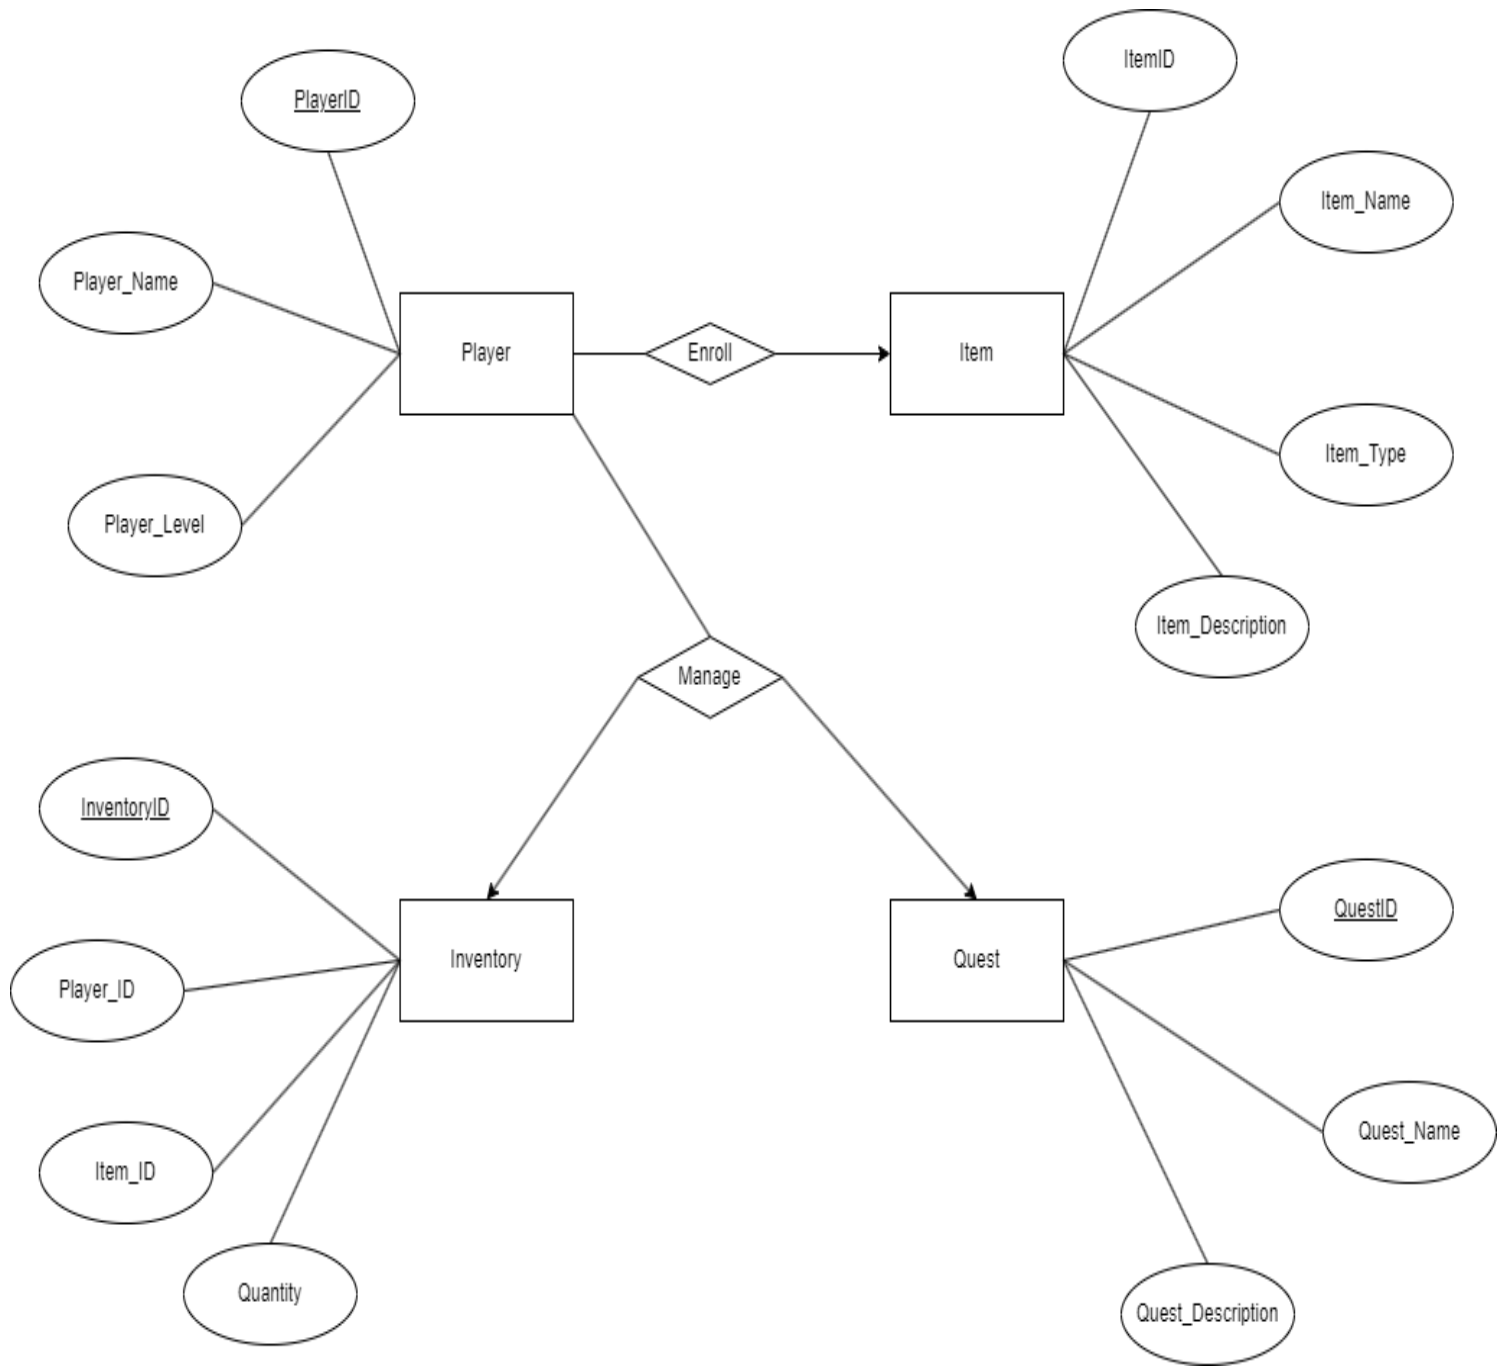 ItemID
PlayerID
Item_Name
Player_Name
Player
Enroll
Item
Item_Type
Player_Level
Item_Description
Manage
InventoryID
QuestID
Inventory
Quest
Player_ID
Quest_Name
Item_ID
Quantity
Quest_Description